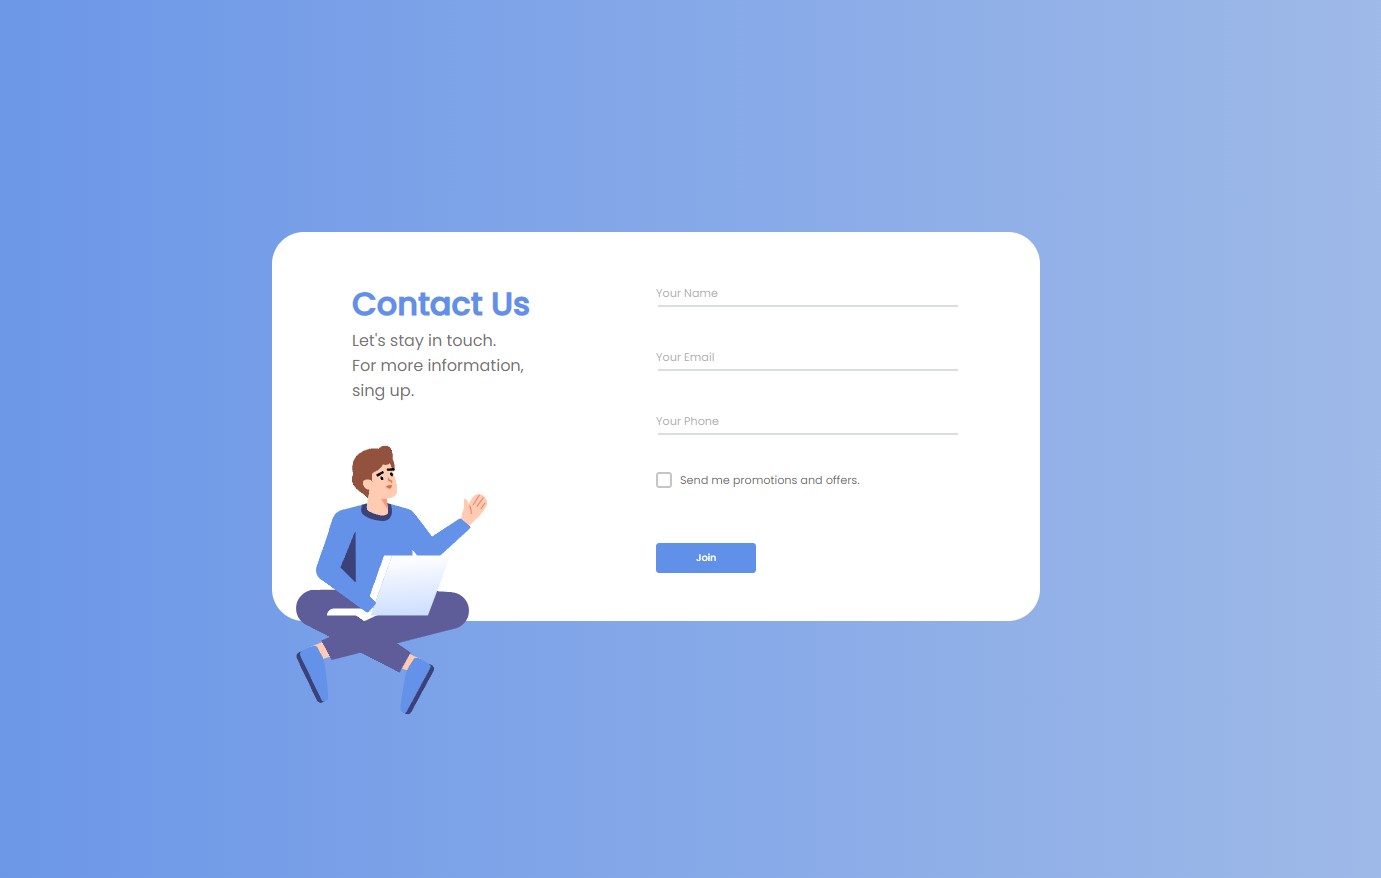 Contact Us
Let's stay in touch.
For more information,
sing up.
Your Name
Your Email
Your Phone
Send me promotions and offers.
Join